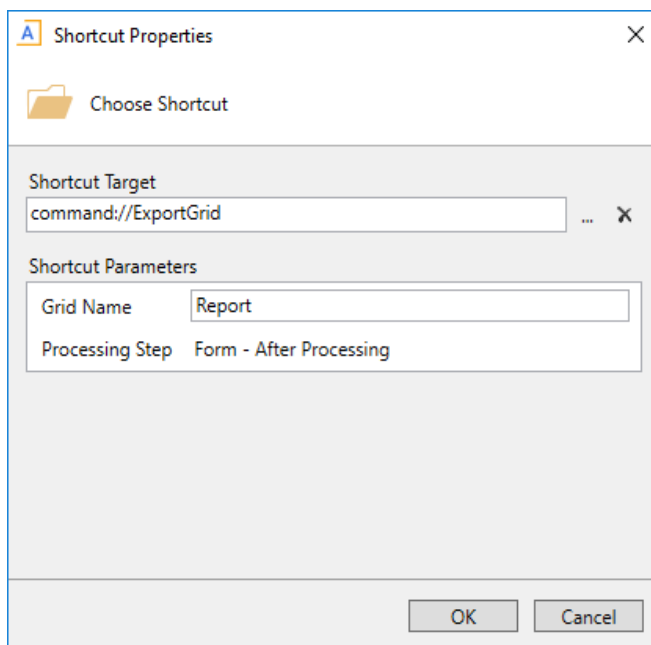 A Shortcut Properties
Choose Shortcut
Shortcut Target
command://ExportGrid
...
Shortcut Parameters
Grid Name Report
Processing Step Form - After Processing
OK Cancel